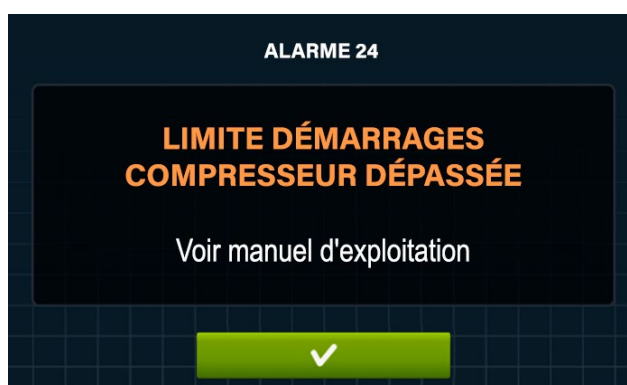 ALARME 24
LIMITE DÉMARRAGES
COMPRESSEUR DÉPASSÉE
Voir manuel d'exploitation